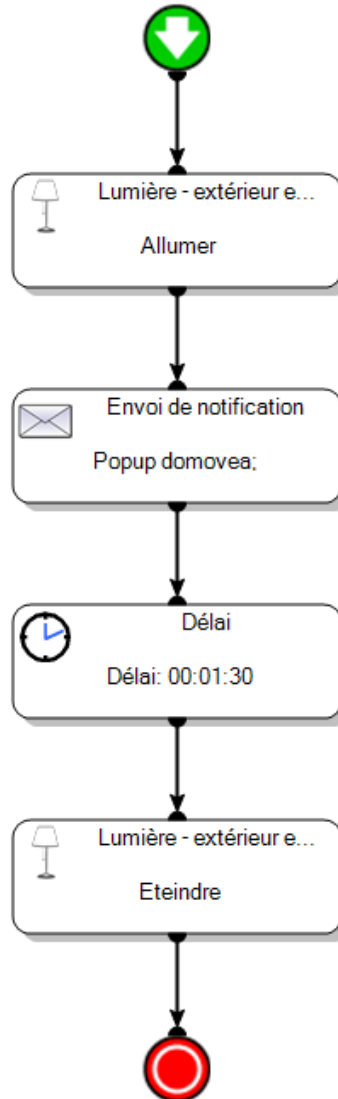 Lumière - extérieur e...
Allumer
Envoi de notification
Popup domovea;
Délai
Délai: 00:01:30
Lumière - extérieur e...
Eteindre